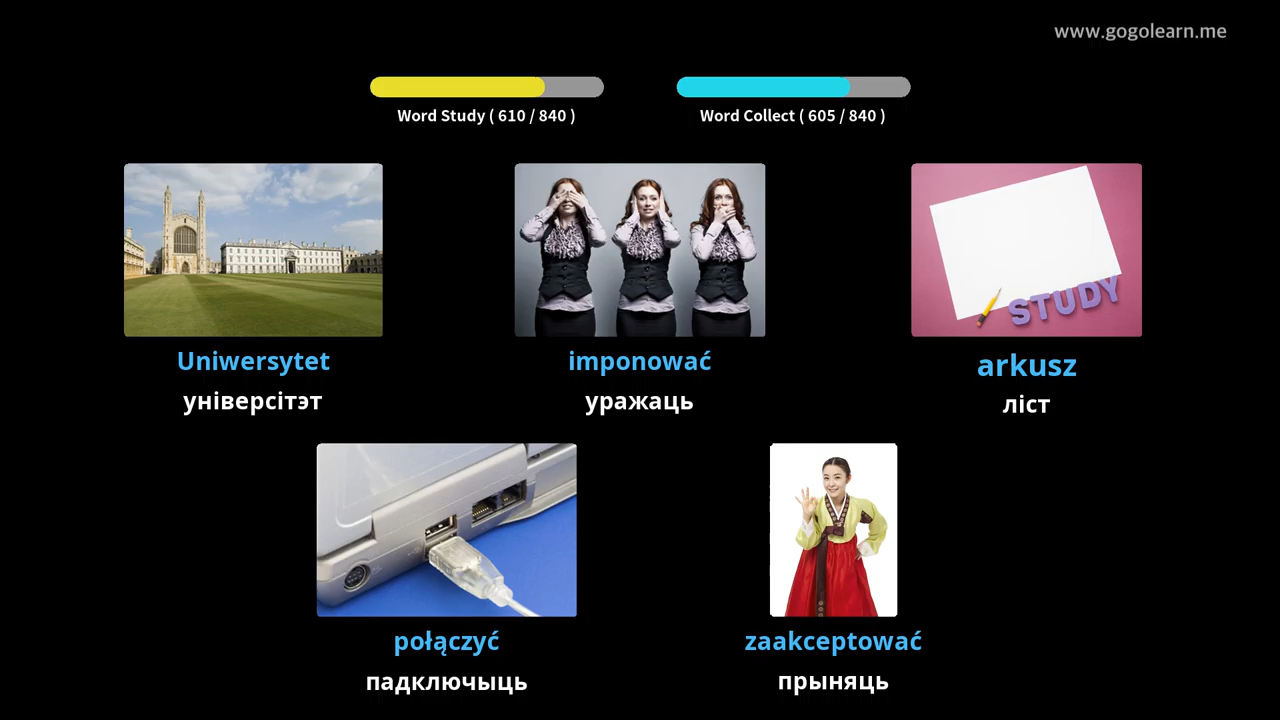 www.gogolearn.me
Word Study ( 610 / 840 )
Word Collect ( 605 / 840 )
STUDY
Uniwersytet
універсітэт
imponować
уражаць
arkusz
ліст
połączyć
падключыць
zaakceptować
прыняць